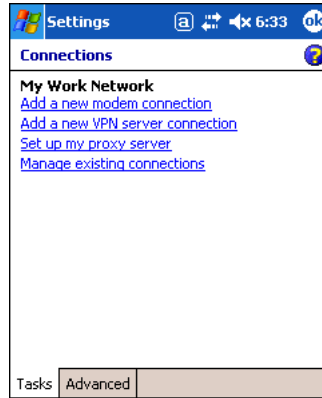 Settings a 6:33 ok
Connections ?
My Work Network
Add a new modem connection
Add a new VPN server connection
Set up my proxy server
Manage existing connections
Tasks Advanced